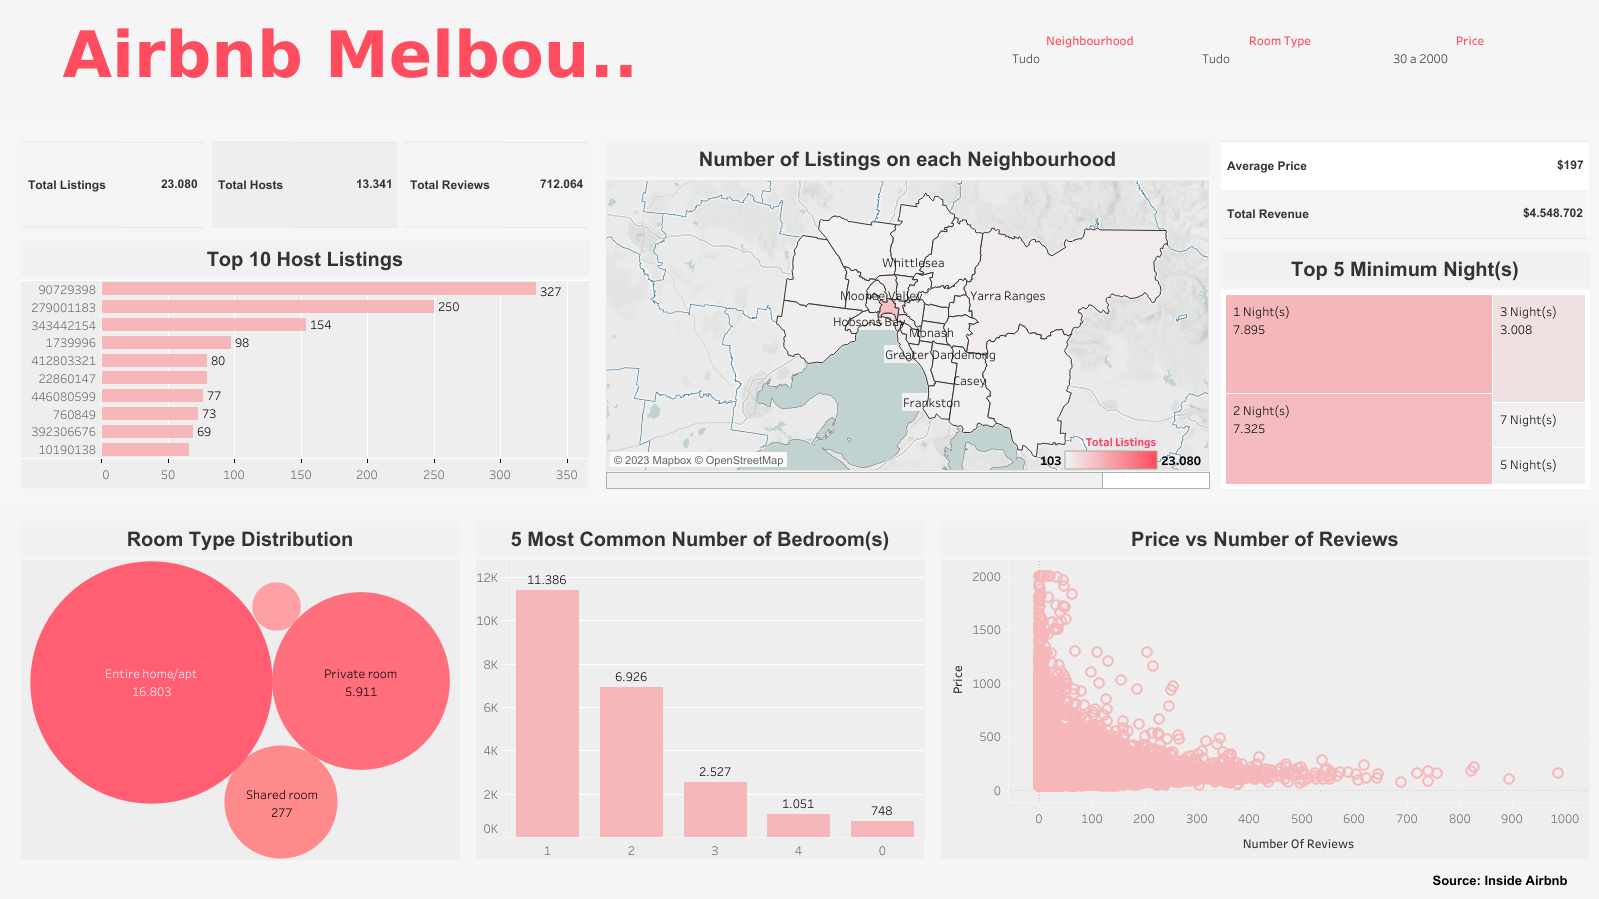 Airbnb Melbou..
Neighbourhood
Tudo
Room Type
Tudo
Price
30 a 2000
Total Listings 23.080
Total Hosts 13.341
Total Reviews 712.064
Top 10 Host Listings
90729398 327
279001183 250
343442154 154
1739996 98
412803321 80
22860147
446080599 77
760849 73
392306676 69
10190138
0 50 100 150 200 250 300 350
Number of Listings on each Neighbourhood
Whittlesea
Moonee Valley
Yarra Ranges
Hobsons Bay
Monash
Greater Dandenong
Casey
Frankston
Total Listings
103 23.080
© 2023 Mapbox © OpenStreetMap
Average Price $197
Total Revenue $4.548.702
Top 5 Minimum Night(s)
1 Night(s)
7.895
2 Night(s)
7.325
3 Night(s)
3.008
7 Night(s)
5 Night(s)
Room Type Distribution
Entire home/apt
16.803
Private room
5.911
Shared room
277
5 Most Common Number of Bedroom(s)
12K
10K
8K
6K
4K
2K
0K
11.386
6.926
2.527
1.051
748
1 2 3 4 0
Price vs Number of Reviews
Price
2000
1500
1000
500
0
0 100 200 300 400 500 600 700 800 900 1000
Number Of Reviews
Source: Inside Airbnb